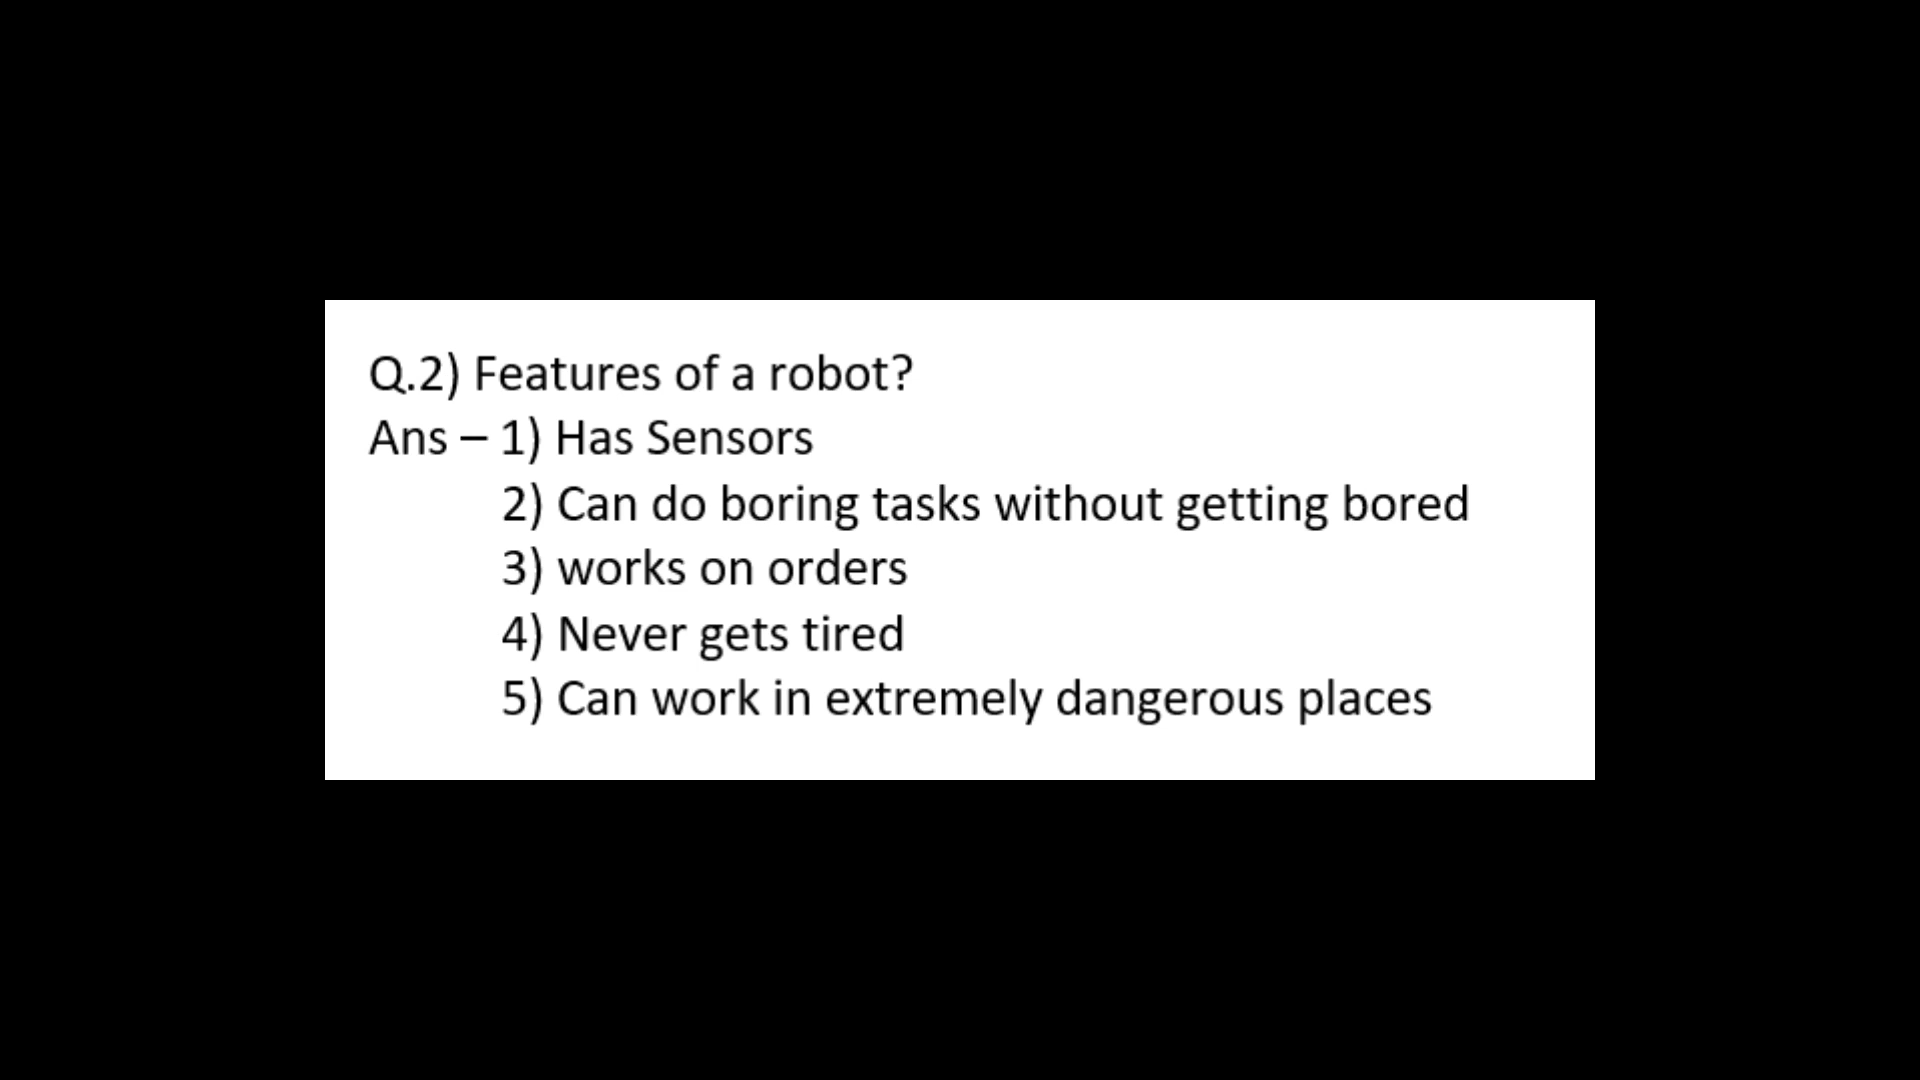 Q.2) Features of a robot?
Ans – 1) Has Sensors
2) Can do boring tasks without getting bored
3) works on orders
4) Never gets tired
5) Can work in extremely dangerous places